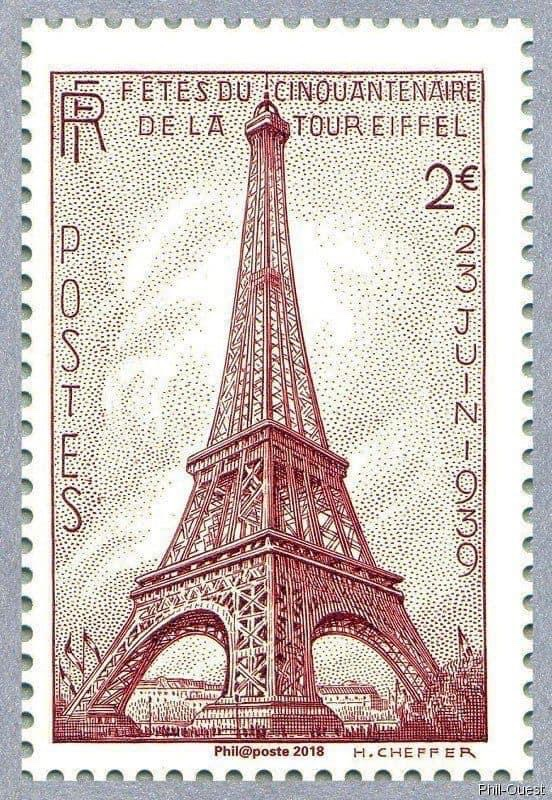 RF
FÊTES DU CINQUANTENAIRE
DE LA TOUR EIFFEL
2€
POSTES
23 JUIN 1939
Phil@poste 2018
H. CHEFFER
Phil-Ouest